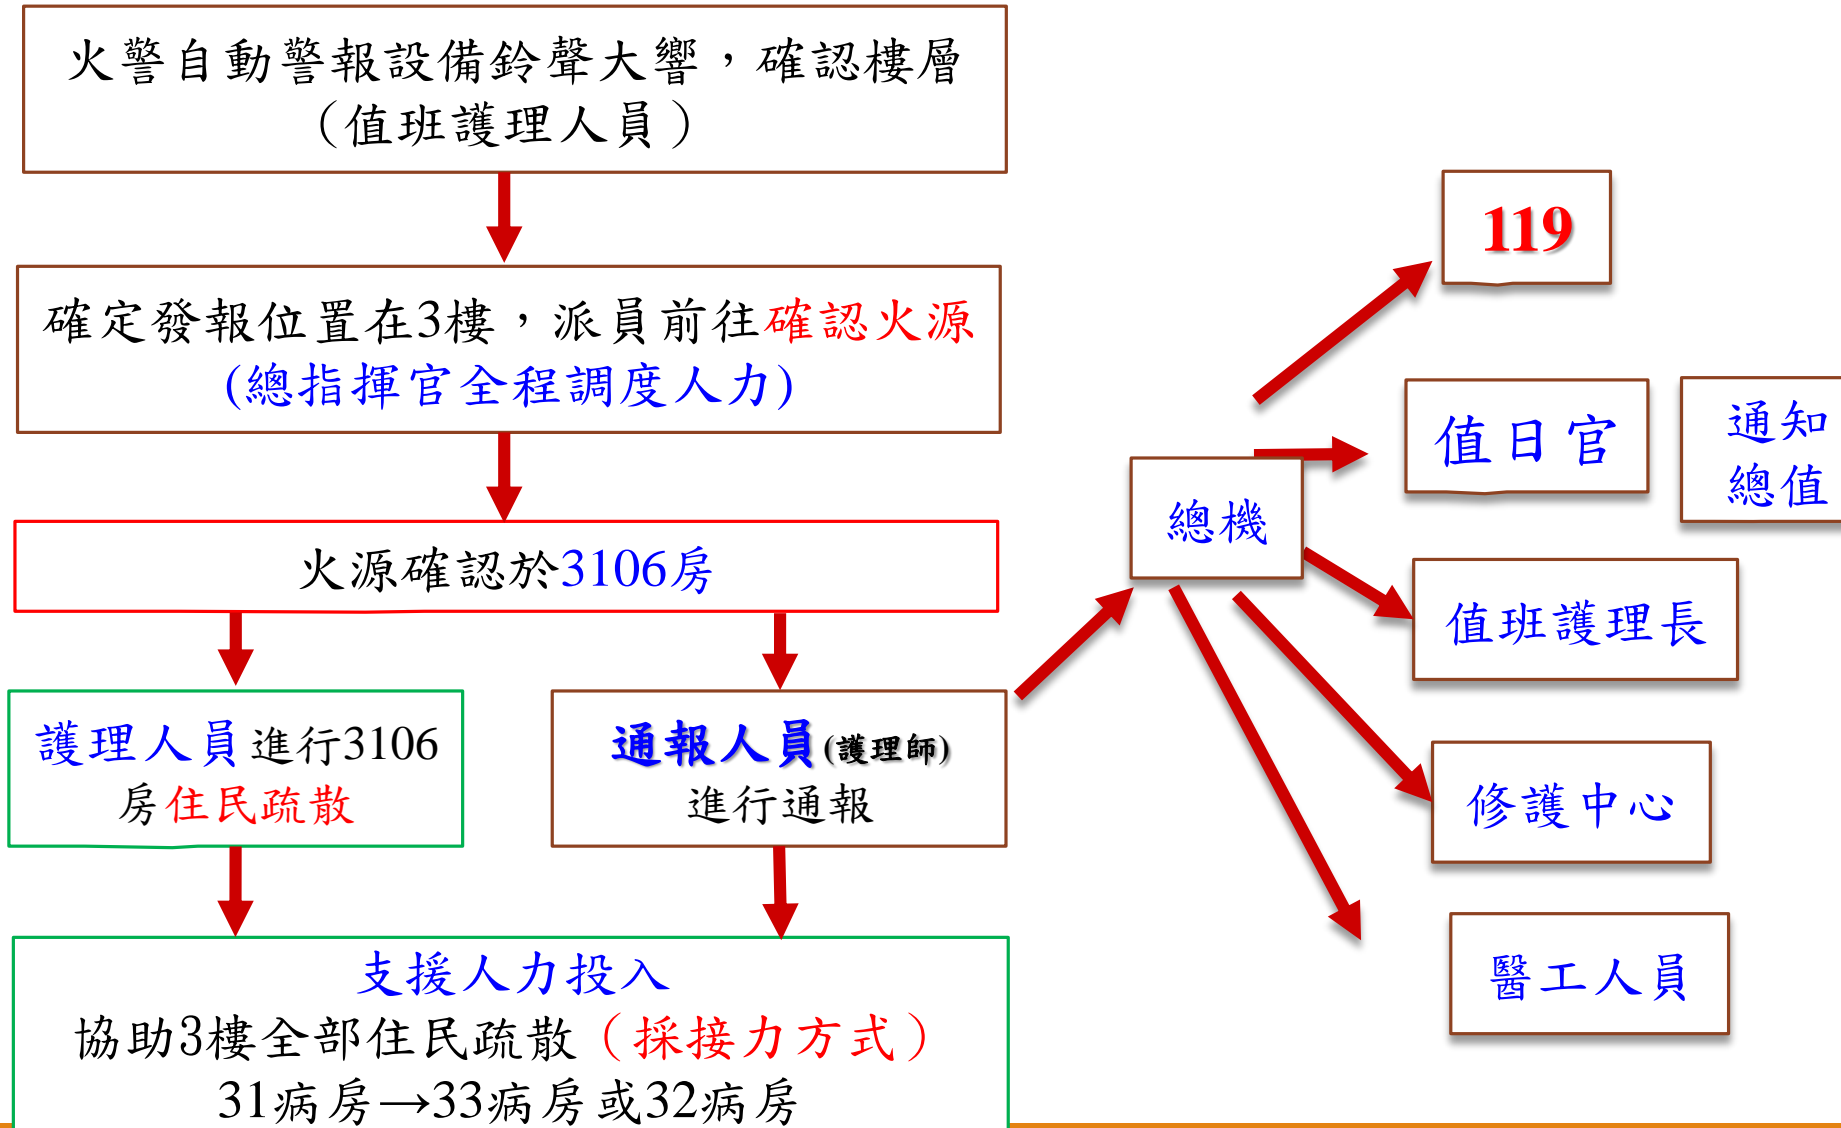 火警自動警報設備鈴聲大響，確認樓層
（值班護理人員）
確定發報位置在3樓，派員前往確認火源
(總指揮官全程調度人力)
火源確認於3106房
護理人員進行3106
房住民疏散
通報人員(護理師)
進行通報
支援人力投入
協助3樓全部住民疏散（採接力方式）
31病房→33病房或32病房
總機
119
值日官
通知
總值
值班護理長
修護中心
醫工人員